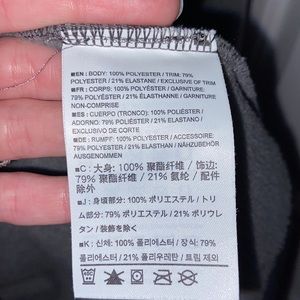 ■EN: BODY: 100% POLYESTER / TRIM: 79%
POLYESTER / 21% ELASTANE / EXCLUSIVE OF TRIM
■FR: CORPS: 100% POLYESTER / GARNITURE:
79% POLYESTER / 21% ÉLASTHANNE / GARNITURE
NON-COMPRISE
■ES: CUERPO (TRONCO): 100% POLIÉSTER /
ADORNO: 79% POLIÉSTER / 21% ELASTANO /
EXCLUSIVO DE CORTE
■DE: RUMPF: 100% POLYESTER / ACCESSOIRE:
79% POLYESTER / 21% ELASTHAN / NÄHZUBEHÖR
AUSGENOMMEN
■C: 大身: 100% 聚酯纤维 / 饰边:
79% 聚酯纤维 / 21% 氨纶 / 配件
除外
■J: 身体: 100% ポリエステル / トリ
ム部分: 79% ポリエステル / 21% ポリウレ
タン / 装飾を除く
■K: 신체: 100% 폴리에스터 / 장식: 79%
폴리에스터 / 21% 폴리우레탄 / 트림 제외